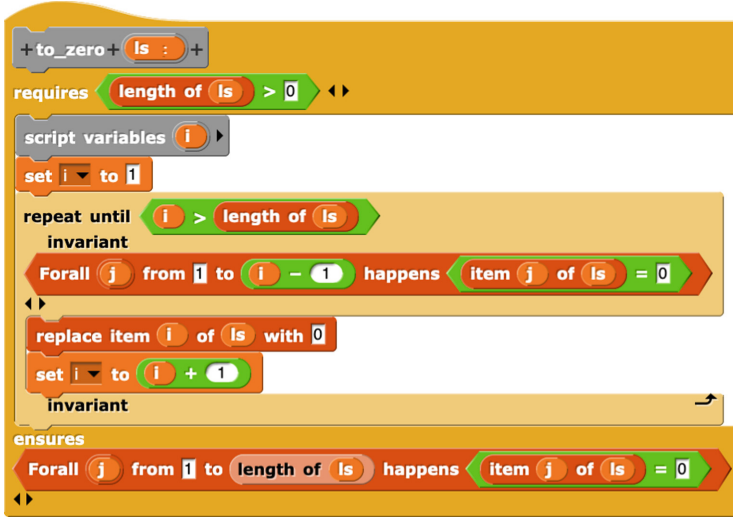 + to_zero + ls : +
requires length of ls > 0
script variables i
set i to 1
repeat until i > length of ls
invariant
Forall j from 1 to i - 1 happens item j of ls = 0
replace item i of ls with 0
set i to i + 1
invariant
ensures
Forall j from 1 to length of ls happens item j of ls = 0